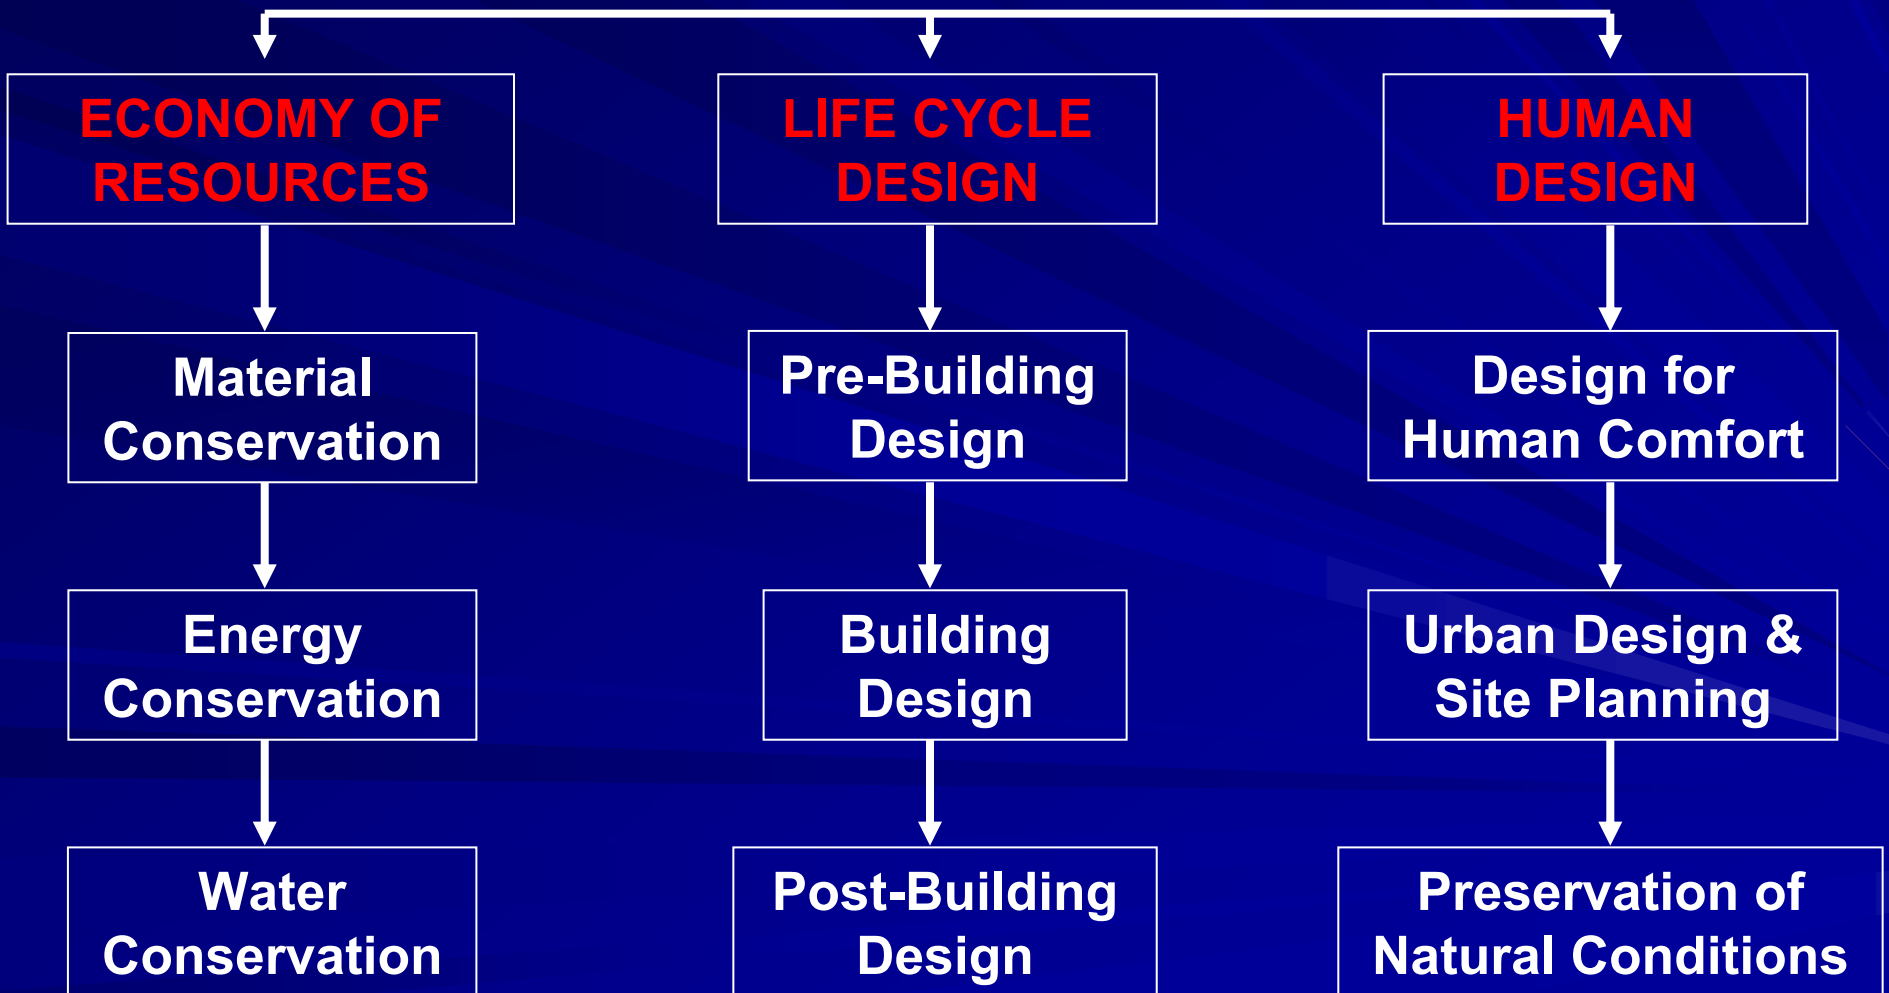 ECONOMY OF
RESOURCES
LIFE CYCLE
DESIGN
HUMAN
DESIGN
Material
Conservation
Pre-Building
Design
Design for
Human Comfort
Energy
Conservation
Building
Design
Urban Design &
Site Planning
Water
Conservation
Post-Building
Design
Preservation of
Natural Conditions